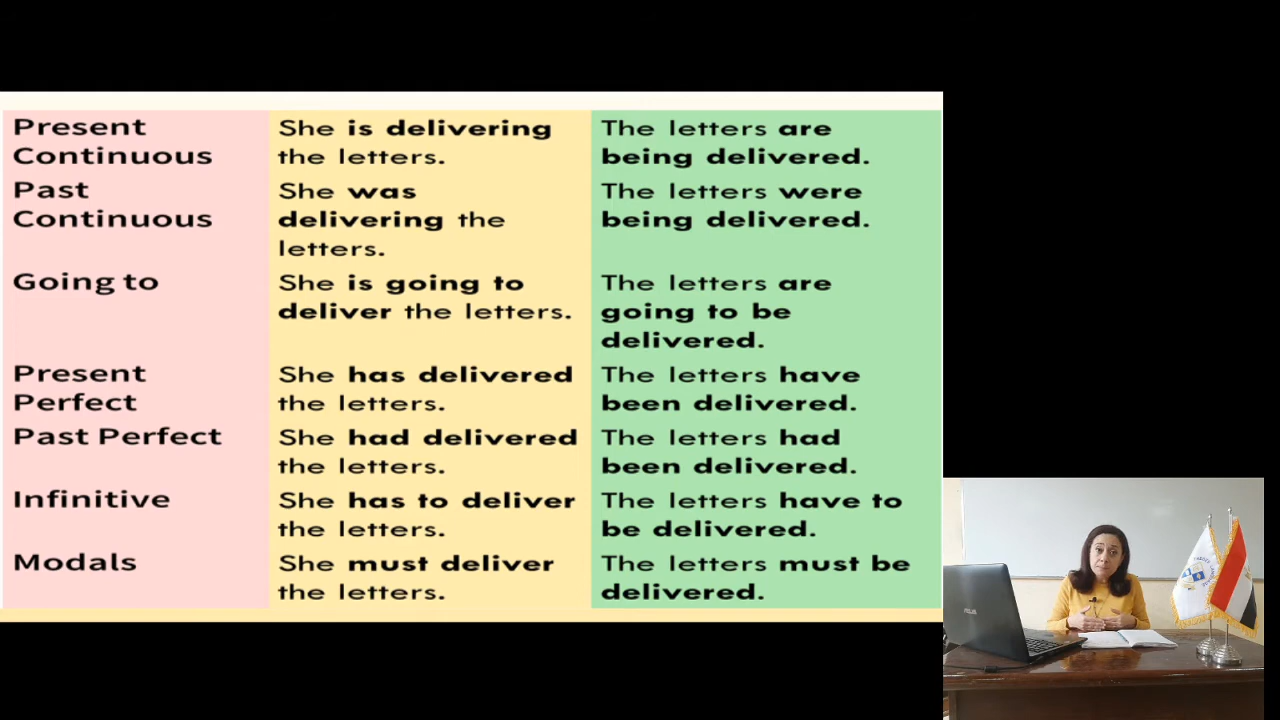 Present
Continuous
She is delivering
the letters.
The letters are
being delivered.
Past
Continuous
She was
delivering the
letters.
The letters were
being delivered.
Going to
She is going to
deliver the letters.
The letters are
going to be
delivered.
Present
Perfect
She has delivered
the letters.
The letters have
been delivered.
Past Perfect
She had delivered
the letters.
The letters had
been delivered.
Infinitive
She has to deliver
the letters.
The letters have to
be delivered.
Modals
She must deliver
the letters.
The letters must be
delivered.